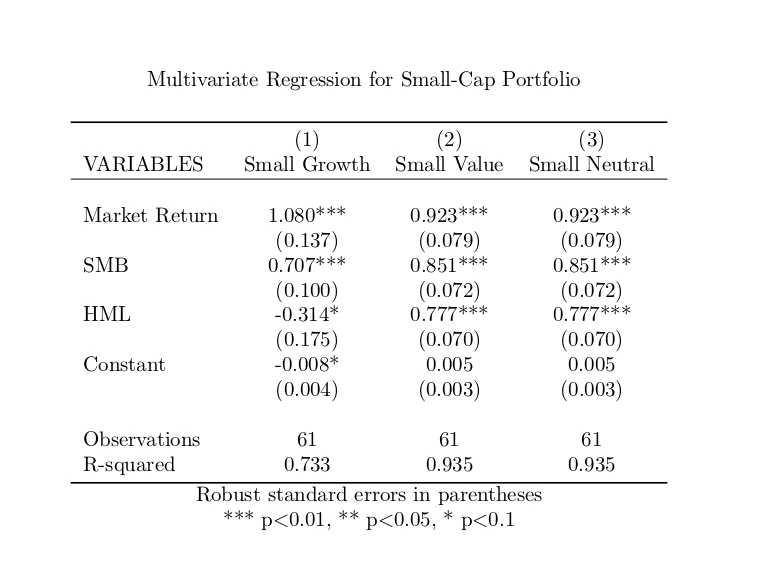 Multivariate Regression for Small-Cap Portfolio
(1) (2) (3)
VARIABLES Small Growth Small Value Small Neutral
Market Return 1.080*** 0.923*** 0.923***
(0.137) (0.079) (0.079)
SMB 0.707*** 0.851*** 0.851***
(0.100) (0.072) (0.072)
HML -0.314* 0.777*** 0.777***
(0.175) (0.070) (0.070)
Constant -0.008* 0.005 0.005
(0.004) (0.003) (0.003)
Observations 61 61 61
R-squared 0.733 0.935 0.935
Robust standard errors in parentheses
*** p<0.01, ** p<0.05, * p<0.1